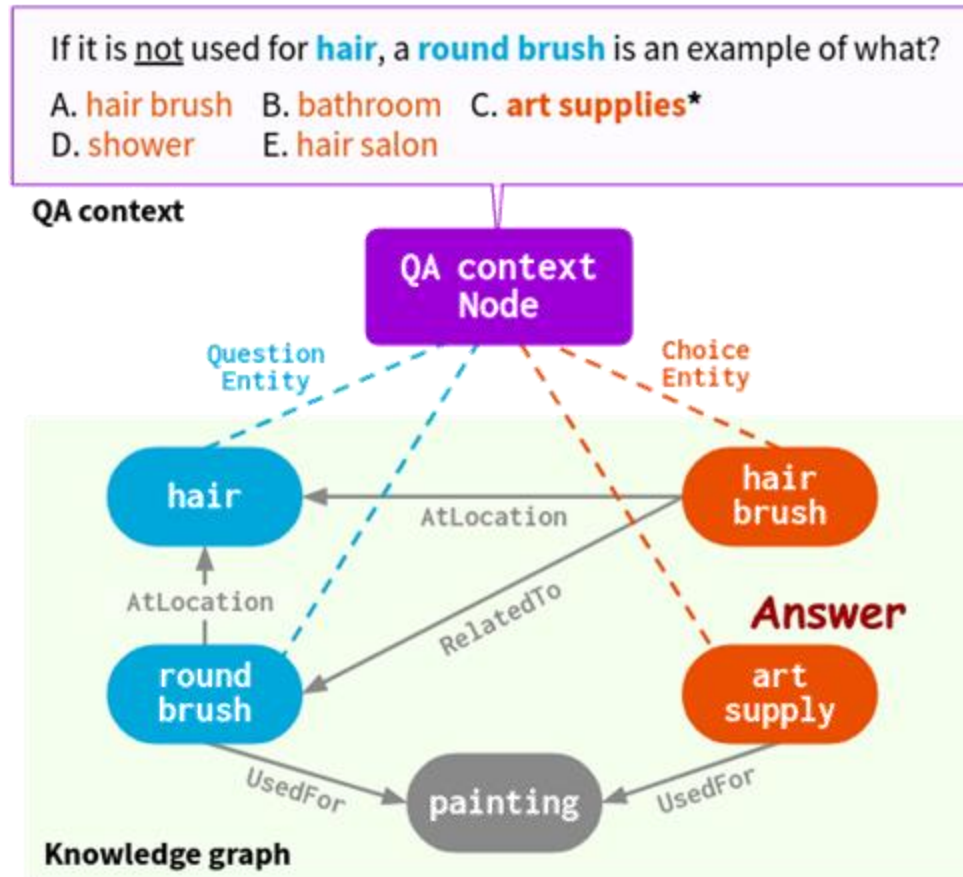 If it is not used for hair, a round brush is an example of what?
A. hair brush B. bathroom C. art supplies*
D. shower E. hair salon
QA context
QA context
Node
Question
Entity
Choice
Entity
hair
hair
brush
AtLocation
AtLocation
RelatedTo
Answer
round
brush
art
supply
UsedFor
painting
UsedFor
Knowledge graph